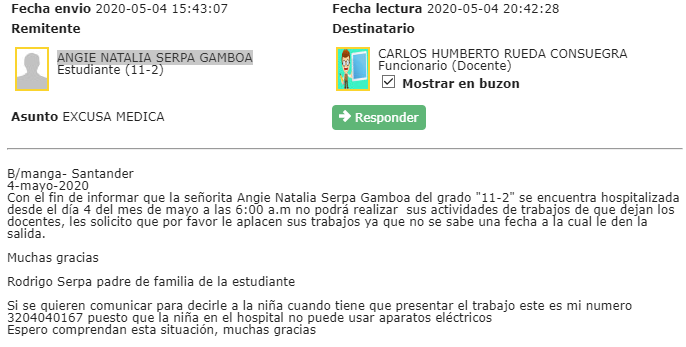 Fecha envio 2020-05-04 15:43:07
Fecha lectura 2020-05-04 20:42:28
Remitente
Destinatario
ANGIE NATALIA SERPA GAMBOA
Estudiante (11-2)
CARLOS HUMBERTO RUEDA CONSUEGRA
Funcionario (Docente)
Mostrar en buzon
Asunto EXCUSA MEDICA
Responder
B/manga- Santander
4-mayo-2020
Con el fin de informar que la señorita Angie Natalia Serpa Gamboa del grado "11-2" se encuentra hospitalizada
desde el día 4 del mes de mayo a las 6:00 a.m no podrá realizar  sus actividades de trabajos de que dejan los
docentes, les solicito que por favor le aplacen sus trabajos ya que no se sabe una fecha a la cual le den la
salida.
Muchas gracias
Rodrigo Serpa padre de familia de la estudiante
Si se quieren comunicar para decirle a la niña cuando tiene que presentar el trabajo este es mi numero
3204040167 puesto que la niña en el hospital no puede usar aparatos eléctricos
Espero comprendan esta situación, muchas gracias